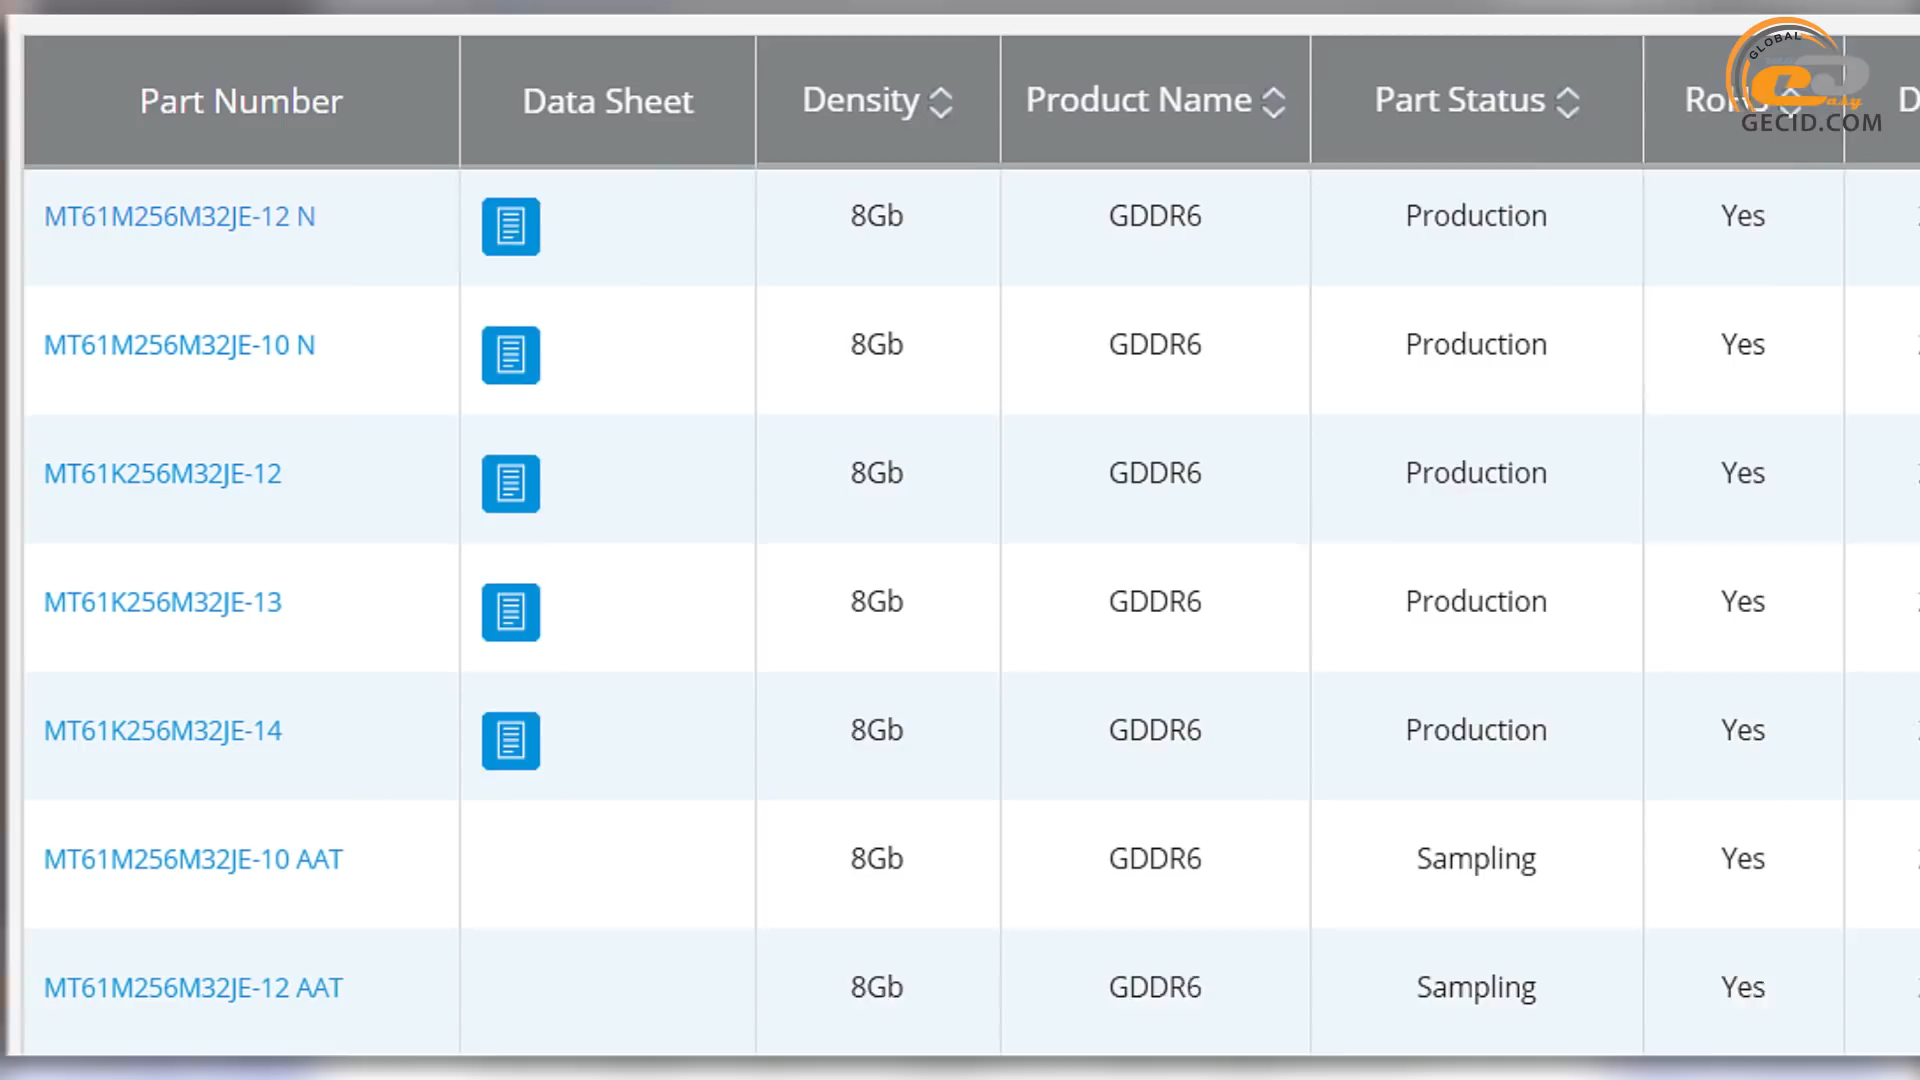 Part Number Data Sheet Density Product Name Part Status
GLOBAL
easy
GECID.COM
MT61M256M32JE-12 N 8Gb GDDR6 Production Yes
MT61M256M32JE-10 N 8Gb GDDR6 Production Yes
MT61K256M32JE-12 8Gb GDDR6 Production Yes
MT61K256M32JE-13 8Gb GDDR6 Production Yes
MT61K256M32JE-14 8Gb GDDR6 Production Yes
MT61M256M32JE-10 AAT 8Gb GDDR6 Sampling Yes
MT61M256M32JE-12 AAT 8Gb GDDR6 Sampling Yes